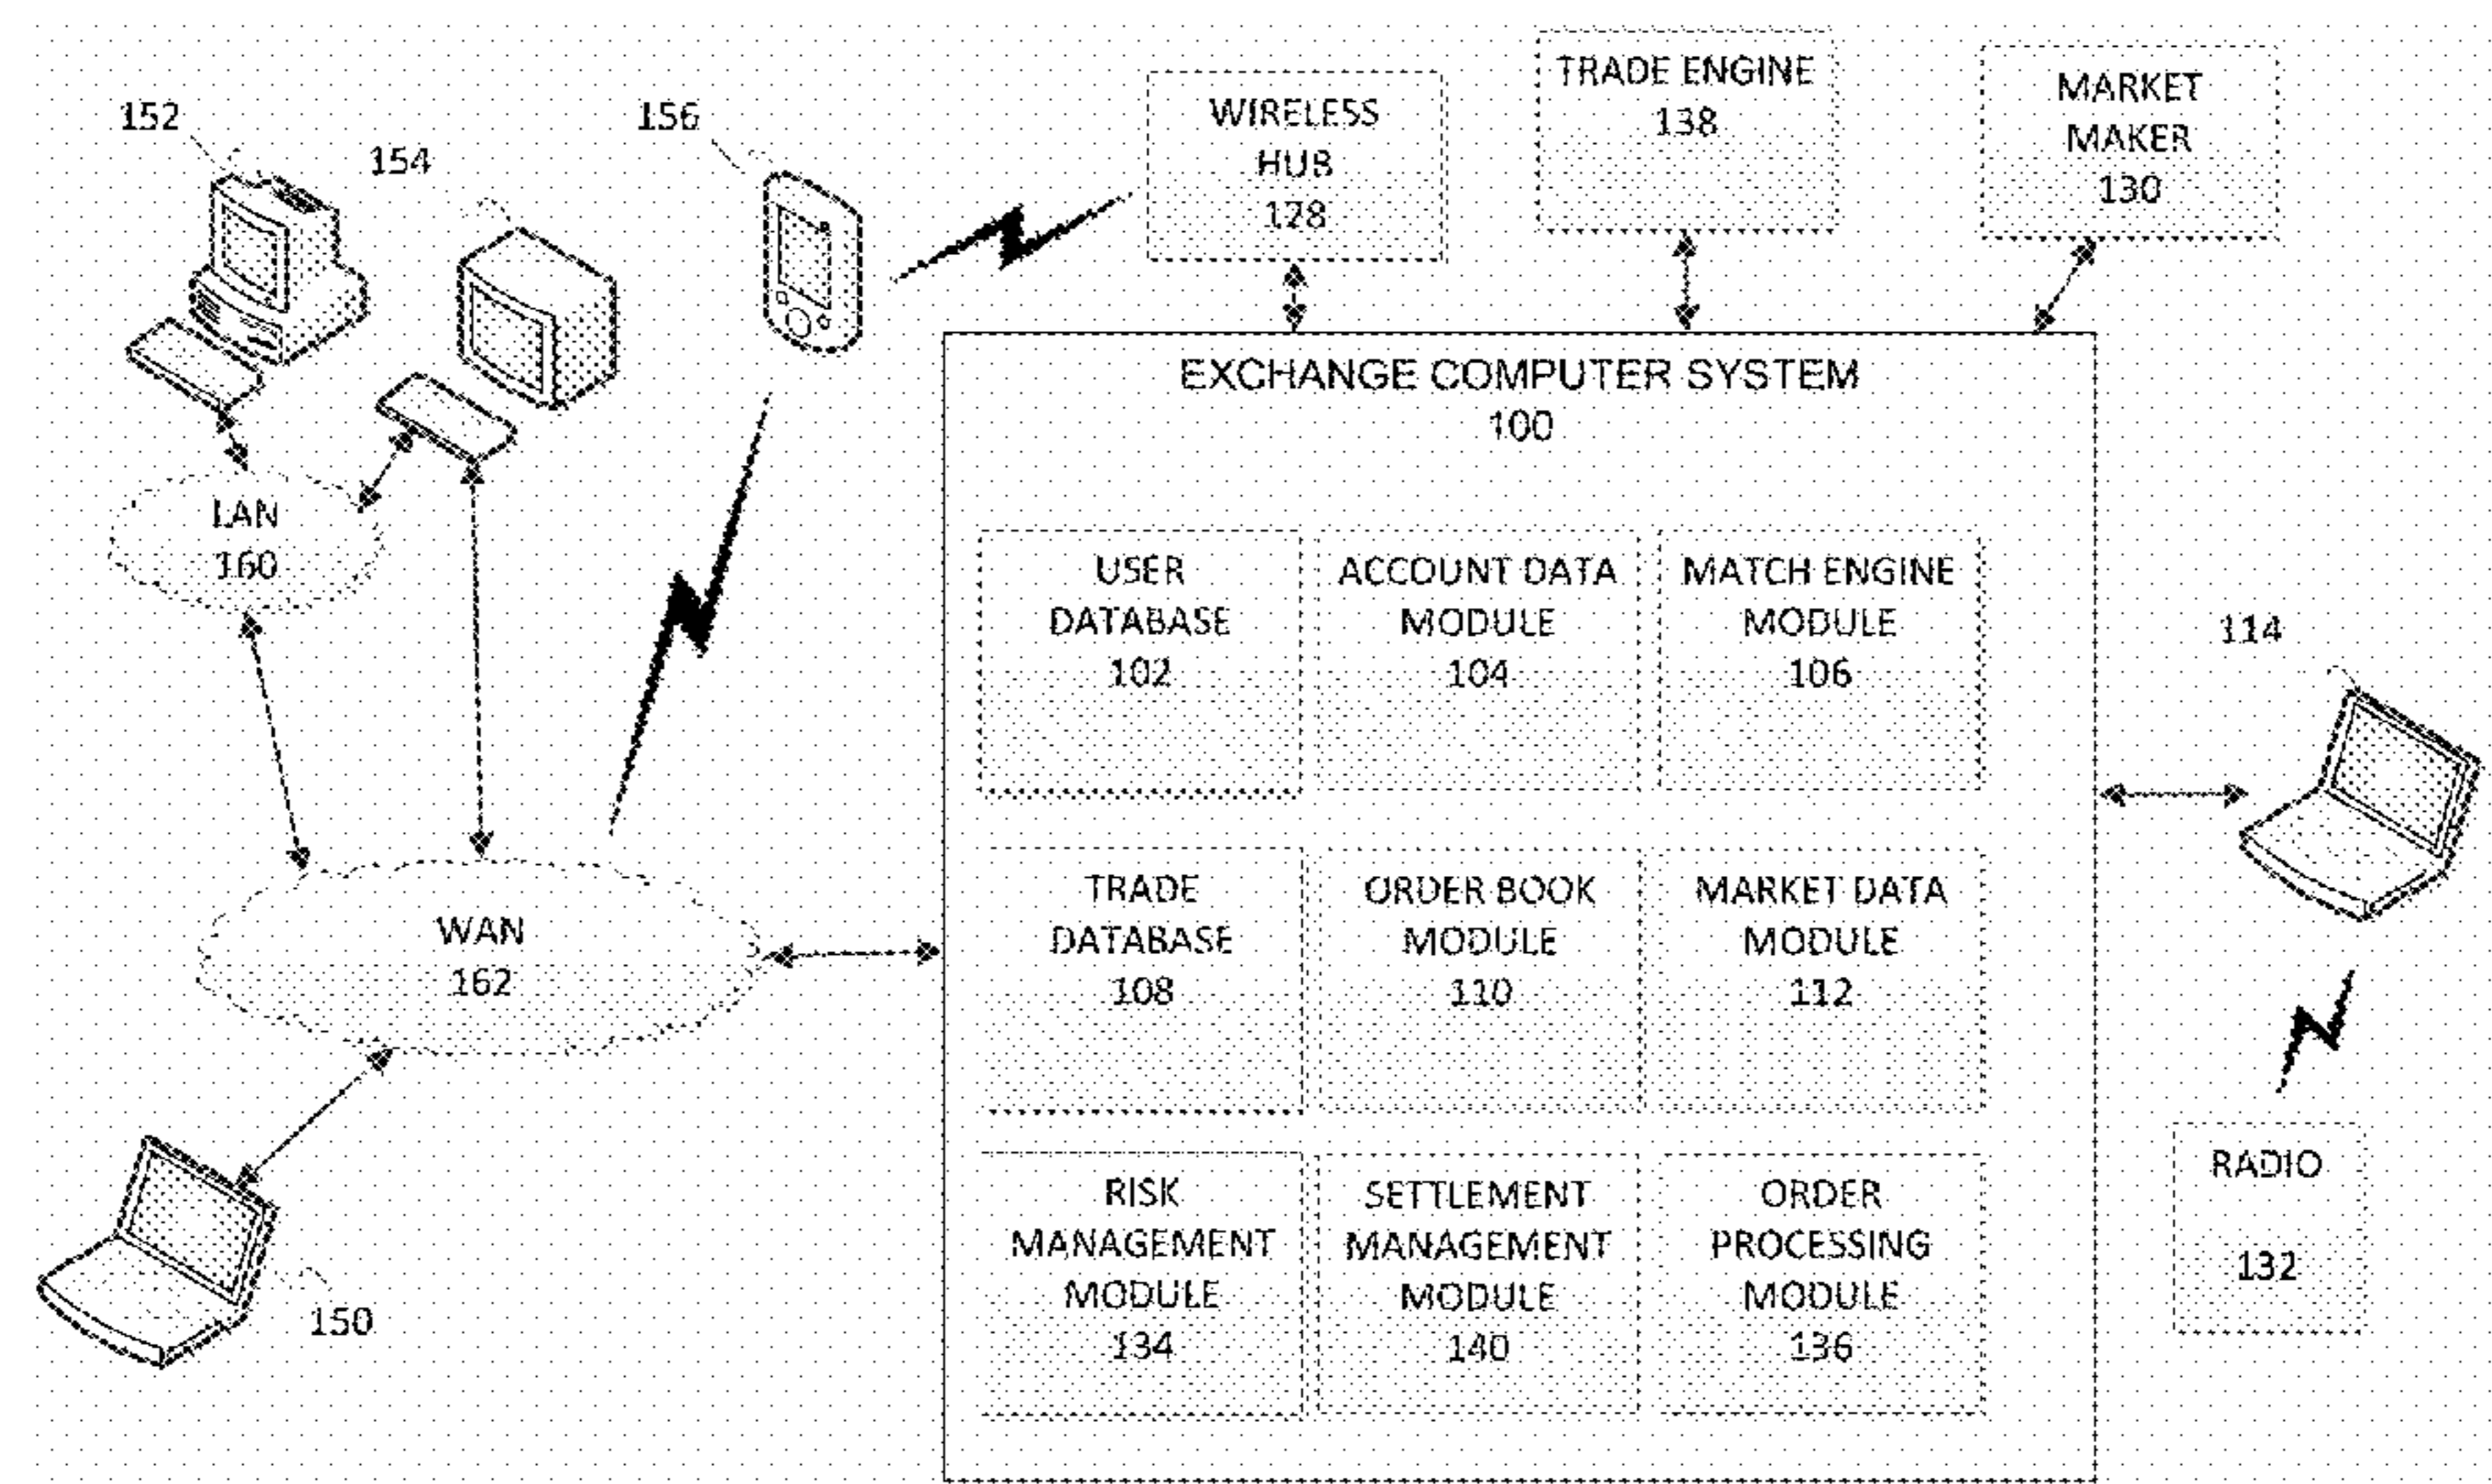 152
154
156
WIRELESS
HUB
128
TRADE ENGINE
138
MARKET
MAKER
130
EXCHANGE COMPUTER SYSTEM
100
LAN
160
USER
DATABASE
102
ACCOUNT DATA
MODULE
104
MATCH ENGINE
MODULE
106
114
TRADE
DATABASE
108
ORDER BOOK
MODULE
110
MARKET DATA
MODULE
112
WAN
162
RISK
MANAGEMENT
MODULE
134
SETTLEMENT
MANAGEMENT
MODULE
140
ORDER
PROCESSING
MODULE
136
RADIO
132
150